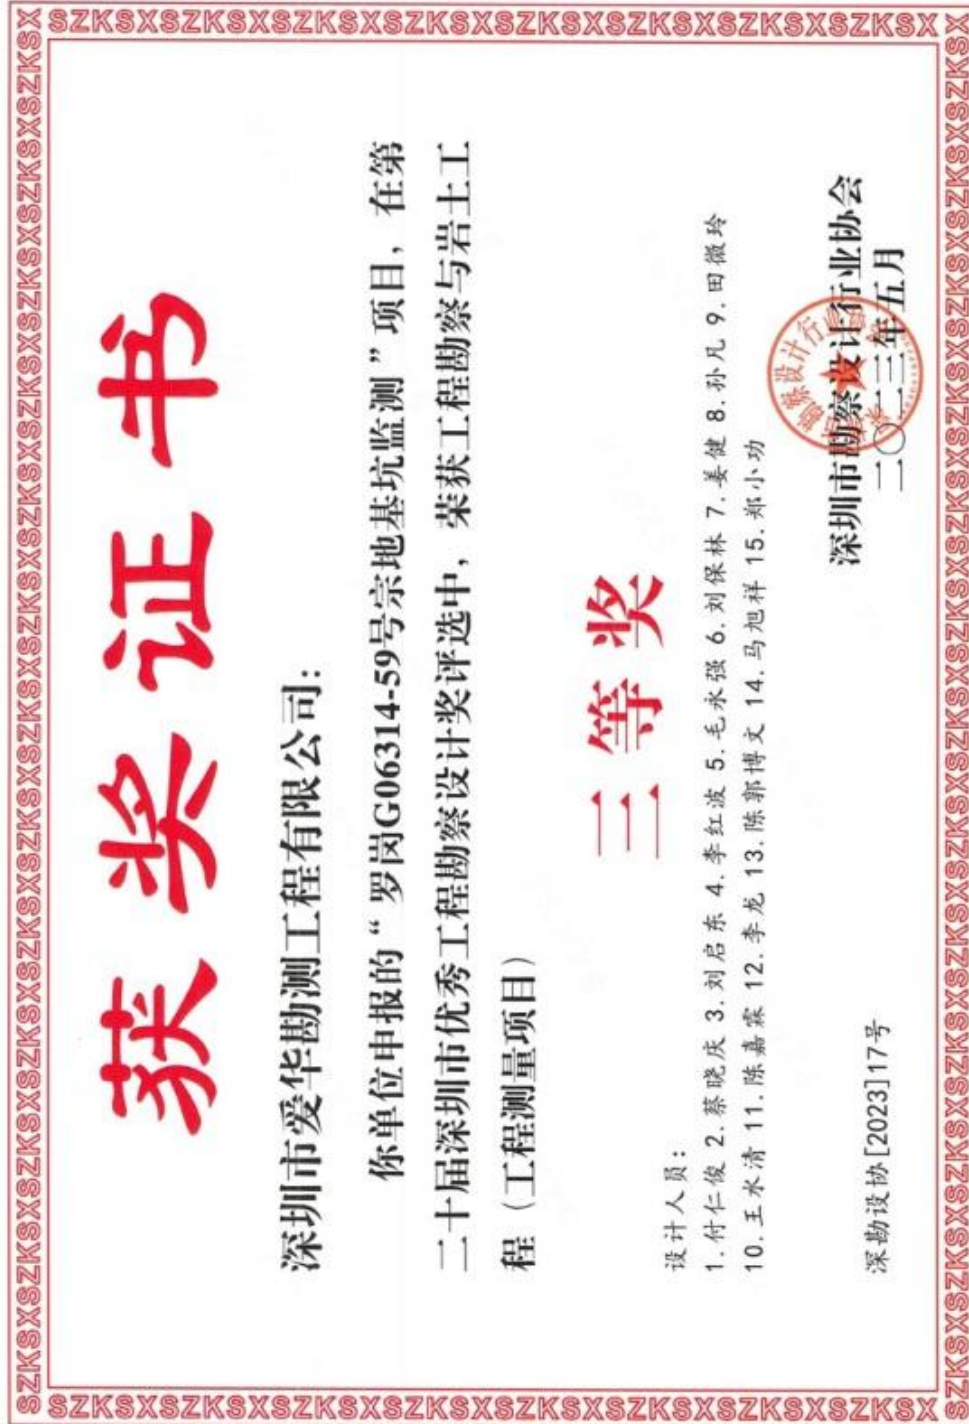 SZKSXSZKSXSZKSXSZKSXSZKSXSZKSXSZKSXSZKSXSZKSX
获奖证书
深圳市爱华勘测工程有限公司:
你单位申报的“罗岗G06314-59号宗地基坑监测”项目，在第
二十届深圳市优秀工程勘察设计奖评选中，荣获工程勘察与岩土工
程（工程测量项目）
三等奖
设计人员:
1.付仁俊 2.蔡晓庆 3.刘启东 4.李红波 5.毛永强 6.刘保林 7.姜健 8.孙凡 9.田微玲
10.王水清 11.陈嘉霖 12.李龙 13.陈郭博文 14.马旭祥 15.郑小功
深圳市勘察设计行业协会
深勘设协[2023]17号
二〇二三年五月